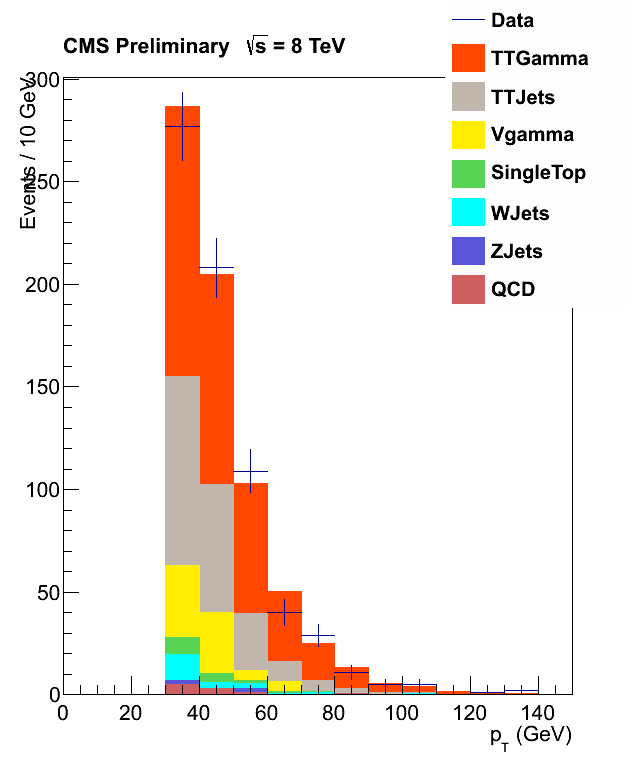 CMS Preliminary √s = 8 TeV
Data
TTGamma
TTJets
Vgamma
SingleTop
WJets
ZJets
QCD
Events / 10 GeV
300
250
200
150
100
50
0
0 20 40 60 80 100 120 140
pT (GeV)